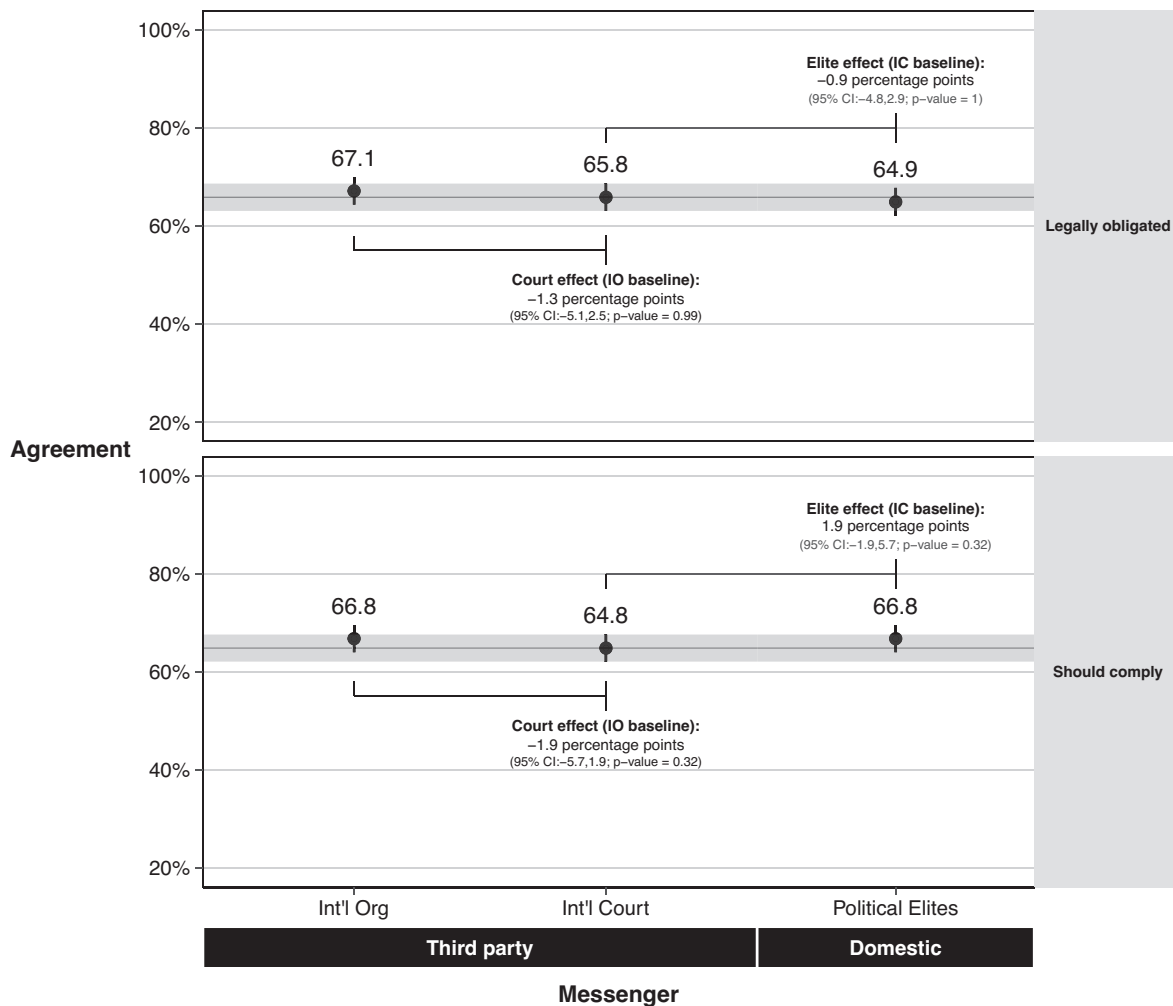 100%
Elite effect (IC baseline):
−0.9 percentage points
(95% CI:−4.8,2.9; p−value = 1)
80%
67.1
65.8
64.9
60%
Legally obligated
Court effect (IO baseline):
−1.3 percentage points
(95% CI:−5.1,2.5; p−value = 0.99)
40%
20%
Agreement
100%
Elite effect (IC baseline):
1.9 percentage points
(95% CI:−1.9,5.7; p−value = 0.32)
80%
66.8
64.8
66.8
60%
Should comply
Court effect (IO baseline):
−1.9 percentage points
(95% CI:−5.7,1.9; p−value = 0.32)
40%
20%
Int'l Org
Int'l Court
Political Elites
Third party
Domestic
Messenger